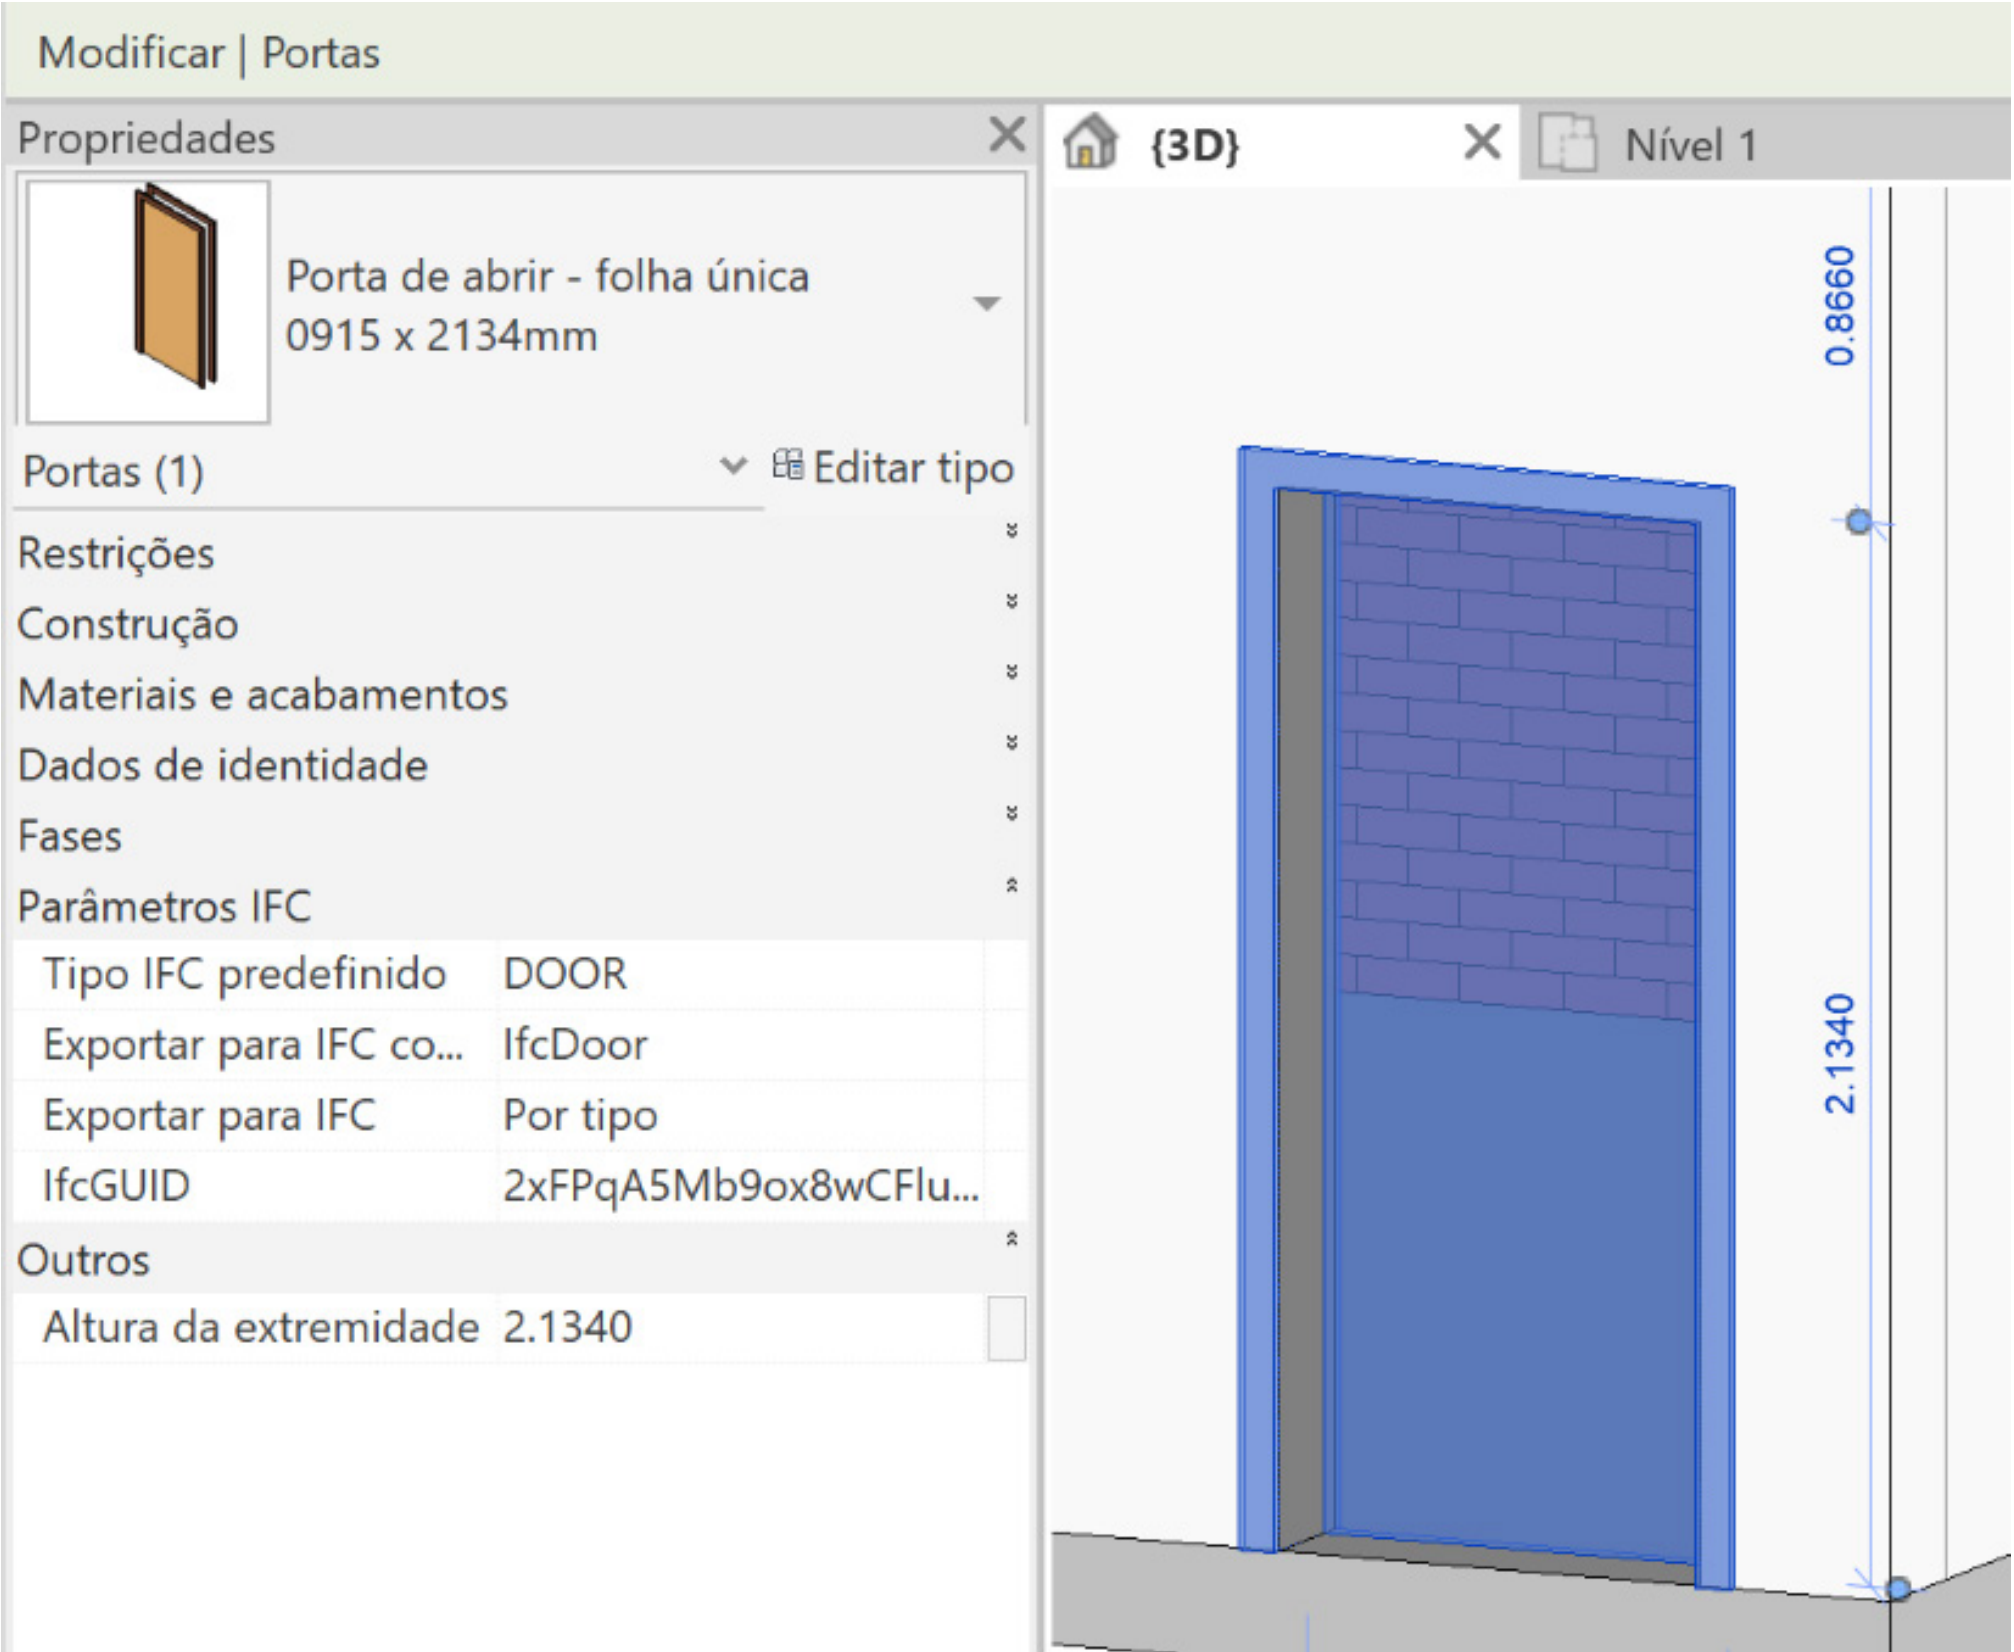 Modificar | Portas
Propriedades
{3D}
Nível 1
Porta de abrir - folha única
0915 x 2134mm
Portas (1)
Editar tipo
Restrições
Construção
Materiais e acabamentos
Dados de identidade
Fases
Parâmetros IFC
Tipo IFC predefinido DOOR
Exportar para IFC co... IfcDoor
Exportar para IFC Por tipo
IfcGUID 2xFPqA5Mb9ox8wCFlu...
Outros
Altura da extremidade 2.1340
0.8660
2.1340